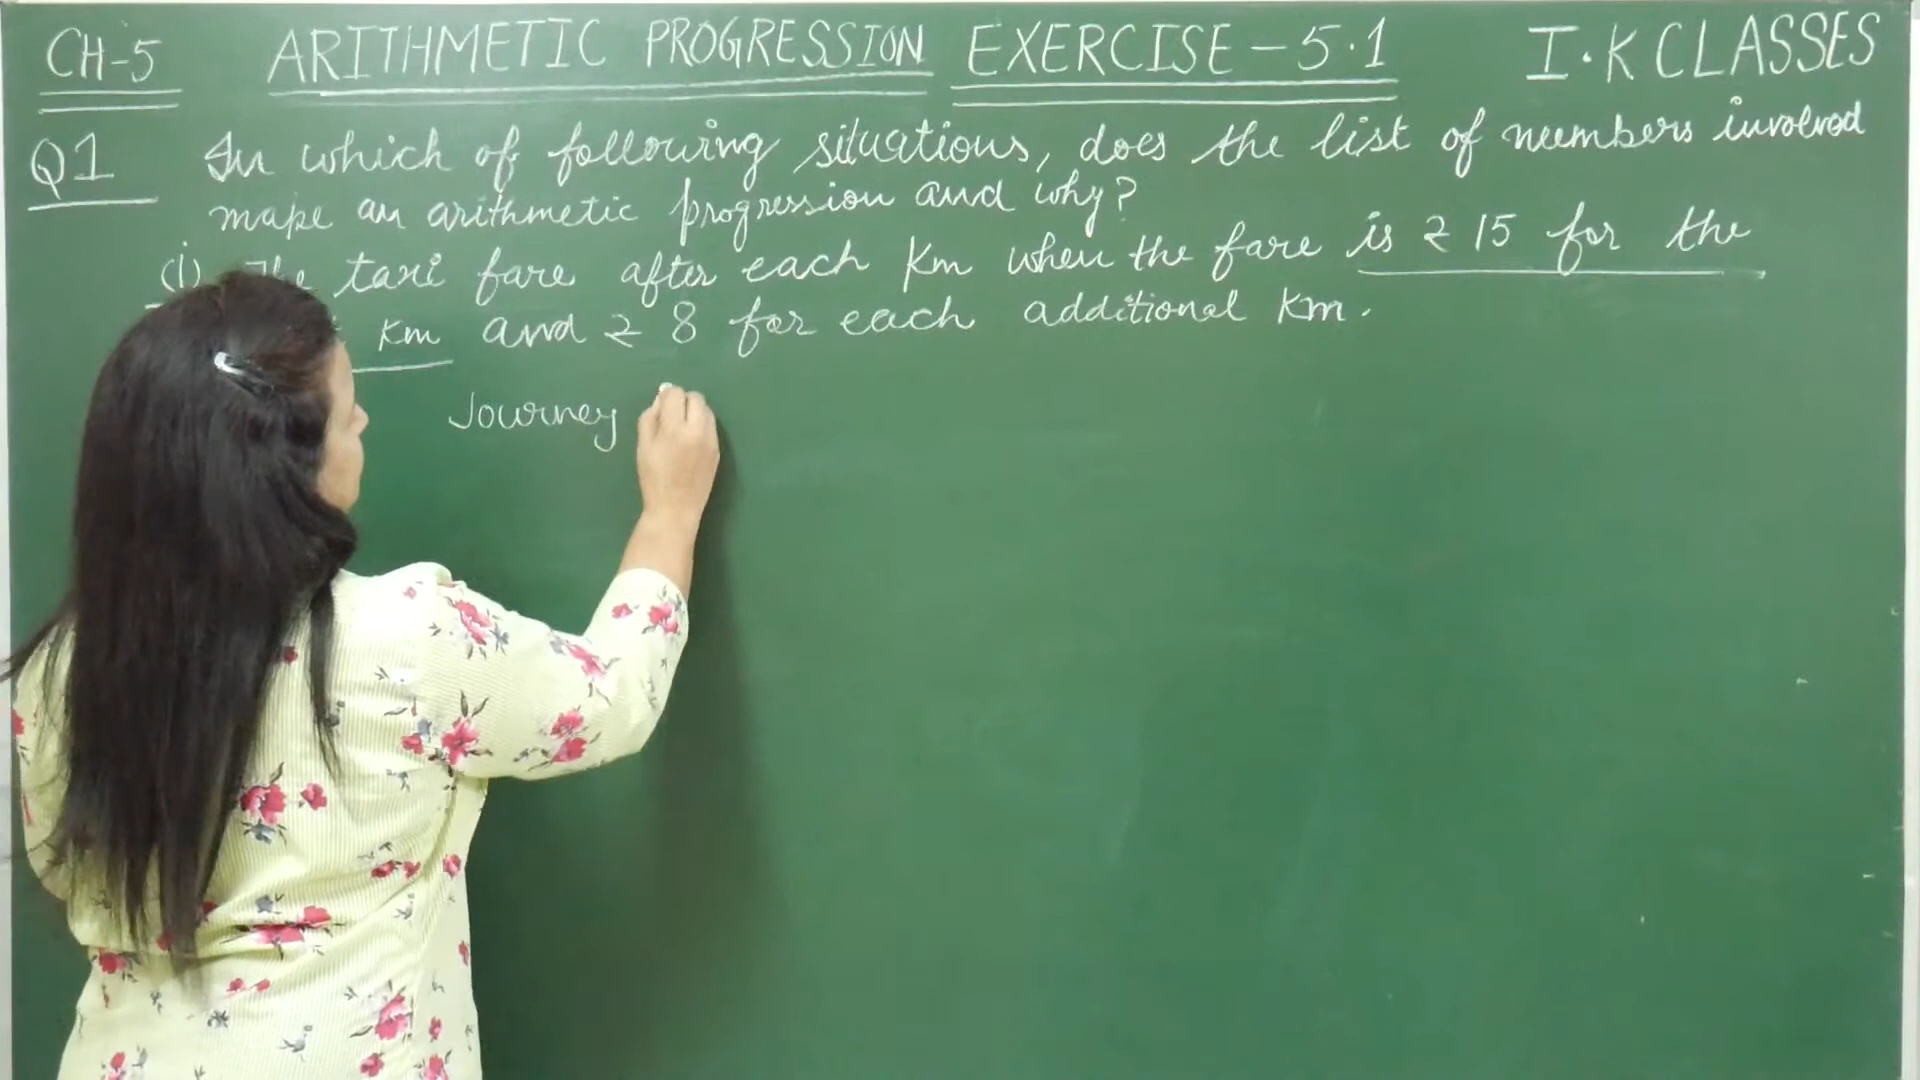 CH-5 ARITHMETIC PROGRESSION EXERCISE-5.1 I.K CLASSES
Q1 In which of following situations, does the list of numbers involved
make an arithmetic progression and why?
(i) The taxi fare after each Km when the fare is ₹ 15 for the
km and ₹ 8 for each additional km.
Journey